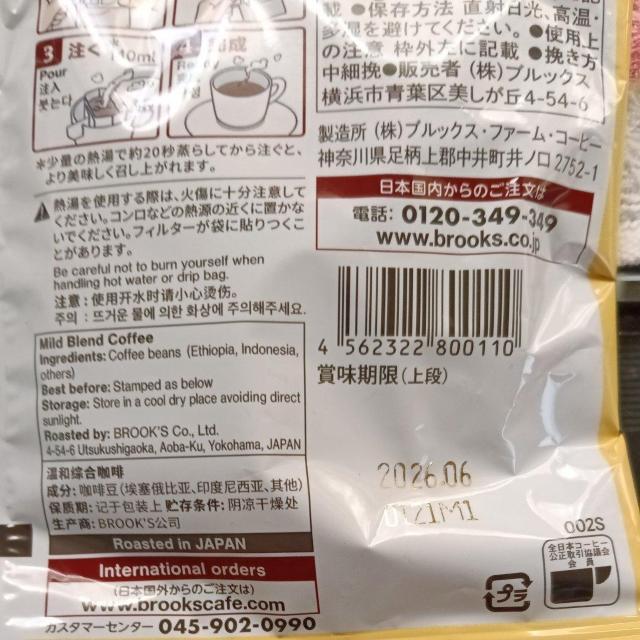 3 注ぐ 140ml
Pour
注入
붓는다
完成
Ready
載 ●保存方法 直射日光、高温・
多湿を避けてください。●使用上
の注意 枠外左に記載 ●挽き方
中細挽●販売者 (株)ブルックス
横浜市青葉区美しが丘4-54-6
*少量の熱湯で約20秒蒸らしてから注ぐと、
より美味しく召し上がれます。
熱湯を使用する際は、火傷に十分注意して
ください。コンロなどの熱源の近くに置かな
いでください。フィルターが袋に貼りつくこ
とがあります。
Be careful not to burn yourself when
handling hot water or drip bag.
注意：使用开水时请小心烫伤。
주의 : 뜨거운 물에 의한 화상에 주의해주세요.
製造所 (株)ブルックス・ファーム・コーヒー
神奈川県足柄上郡中井町井ノ口 2752-1
日本国内からのご注文は
電話: 0120-349-349
www.brooks.co.jp
4 562322 800110
賞味期限(上段)
2026.06
002S
全日本コーヒー
公正取引協議会
会員
プラ
Mild Blend Coffee
Ingredients: Coffee beans (Ethiopia, Indonesia,
others)
Best before: Stamped as below
Storage: Store in a cool dry place avoiding direct
sunlight.
Roasted by: BROOK'S Co., Ltd.
4-54-6 Utsukushigaoka, Aoba-Ku, Yokohama, JAPAN
温和综合咖啡
成分: 咖啡豆(埃塞俄比亚、印度尼西亚、其他)
保质期: 记于包装上 贮存条件: 阴凉干燥处
生产商: BROOK'S公司
Roasted in JAPAN
International orders
(日本国外からのご注文は)
www.brookscafe.com
カスタマーセンター 045-902-0990